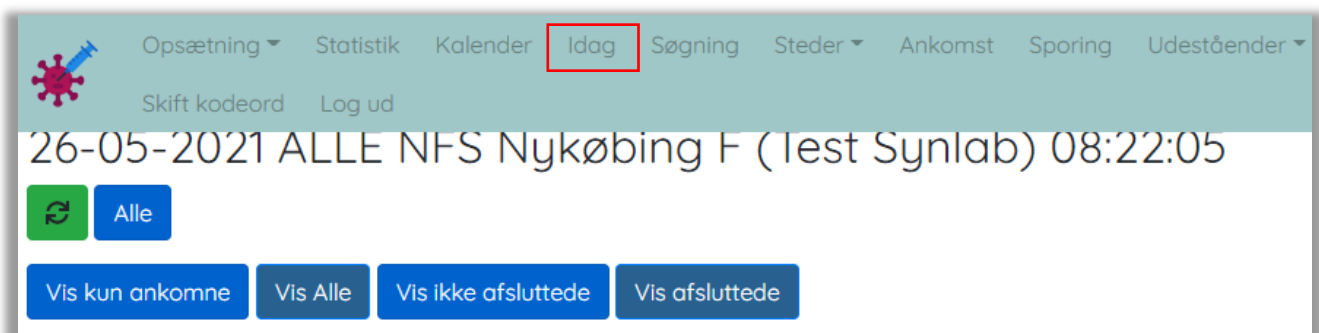 Opsætning Statistik Kalender Idag Søgning Steder Ankomst Sporing Udeståender
Skift kodeord Log ud
26-05-2021 ALLE NFS Nykøbing F (Test Synlab) 08:22:05
Alle
Vis kun ankomne Vis Alle Vis ikke afsluttede Vis afsluttede